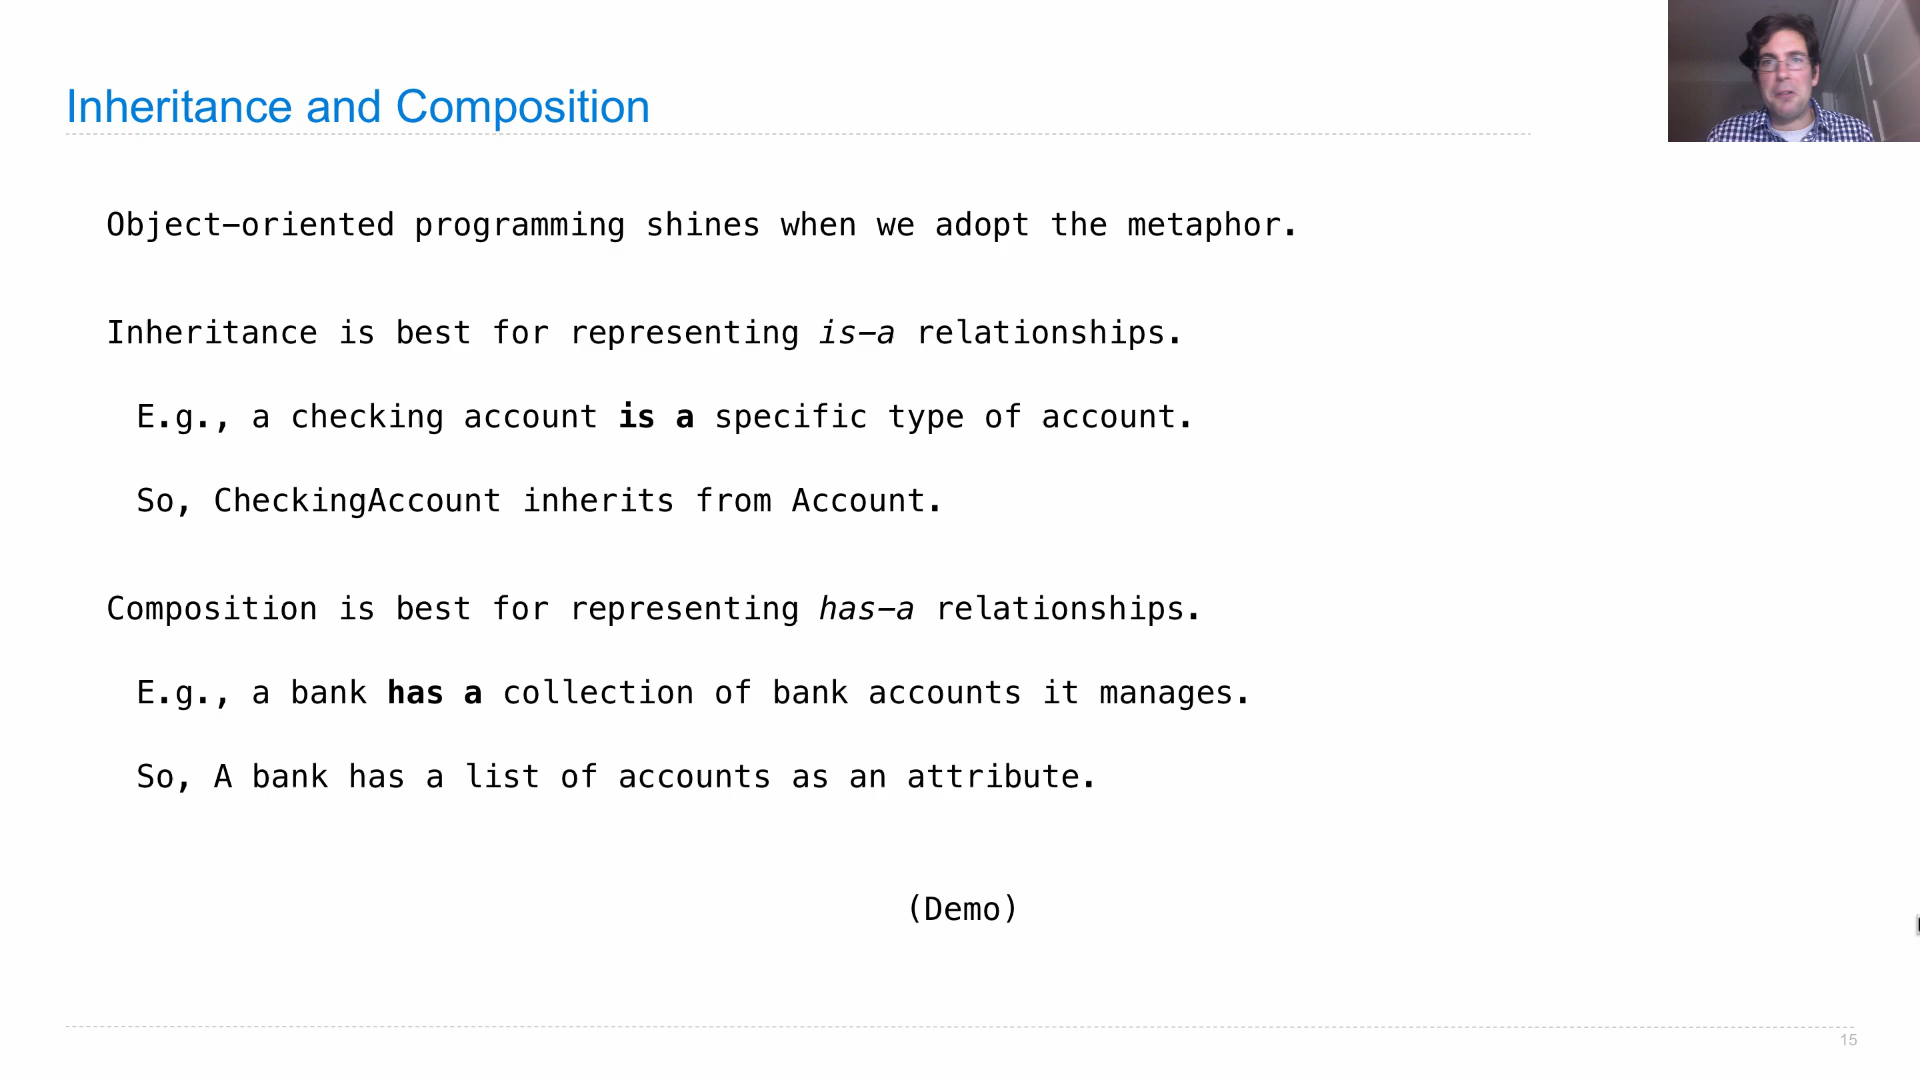 Inheritance and Composition
Object-oriented programming shines when we adopt the metaphor.
Inheritance is best for representing is-a relationships.
E.g., a checking account is a specific type of account.
So, CheckingAccount inherits from Account.
Composition is best for representing has-a relationships.
E.g., a bank has a collection of bank accounts it manages.
So, A bank has a list of accounts as an attribute.
(Demo)
15